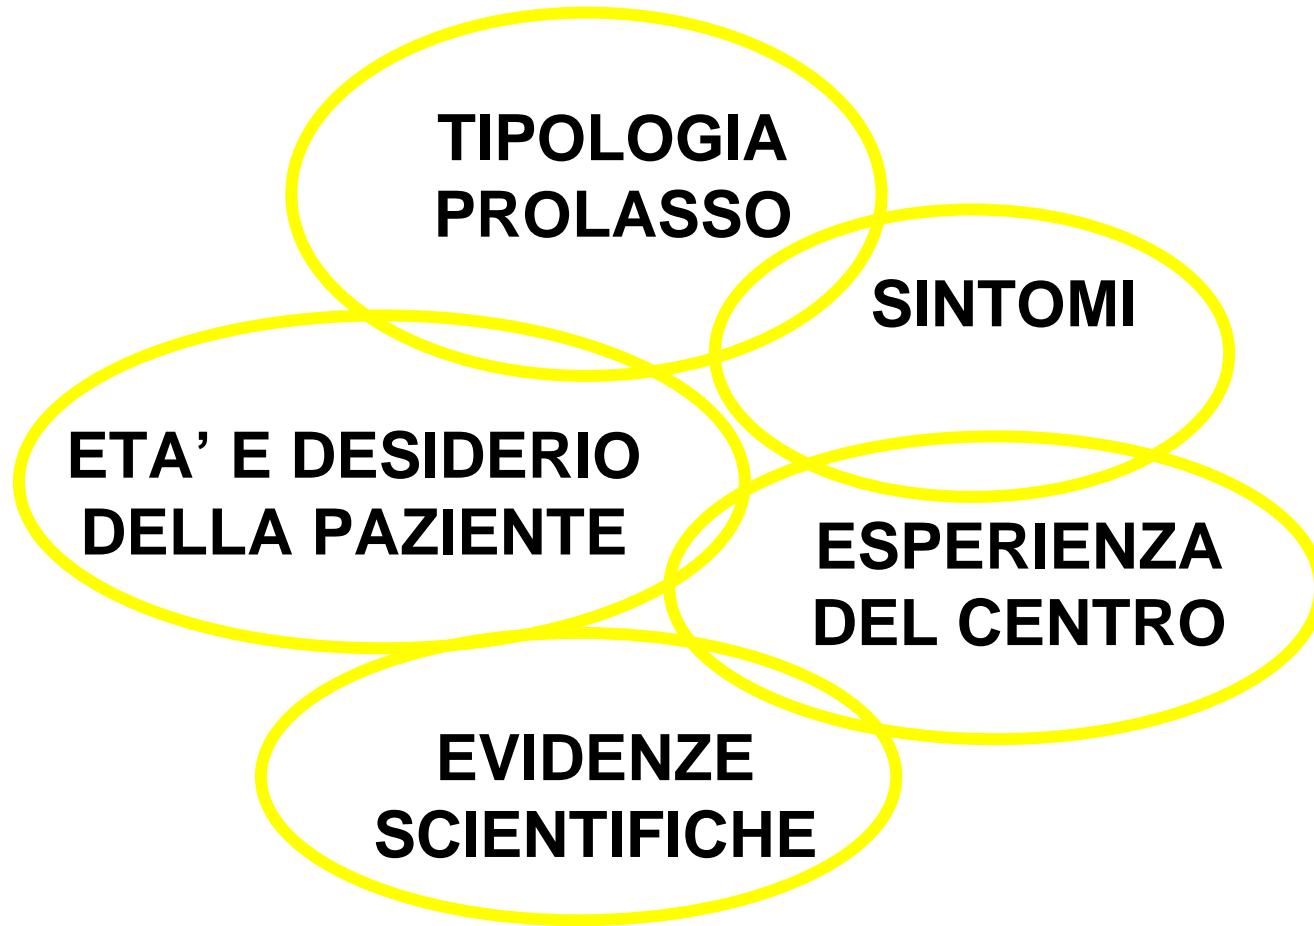 TIPOLOGIA
PROLASSO
SINTOMI
ETA’ E DESIDERIO
DELLA PAZIENTE
ESPERIENZA
DEL CENTRO
EVIDENZE
SCIENTIFICHE